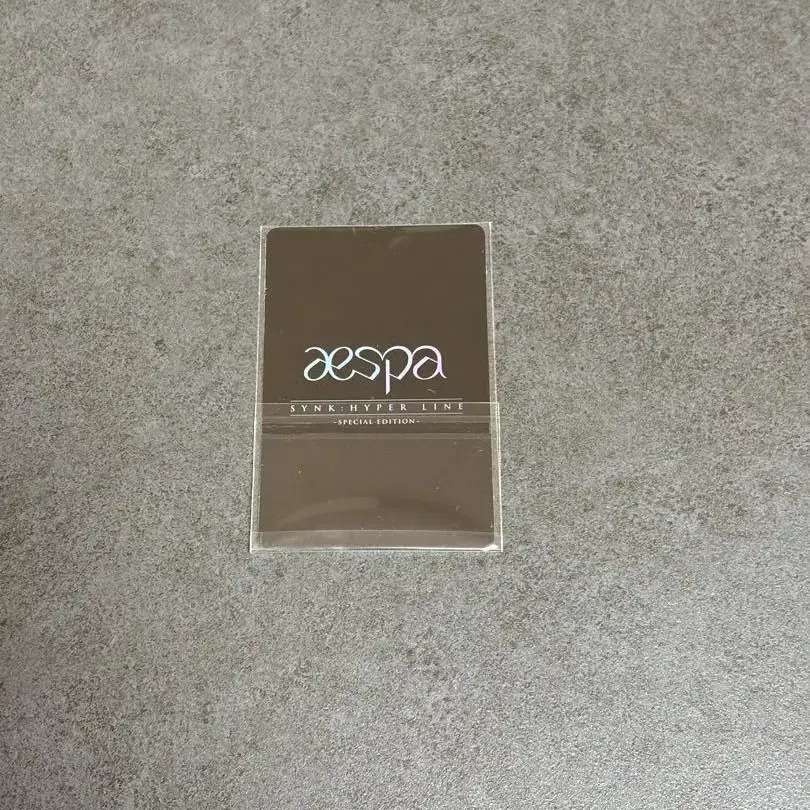 aespa
SYNK : HYPER LINE
-SPECIAL EDITION-